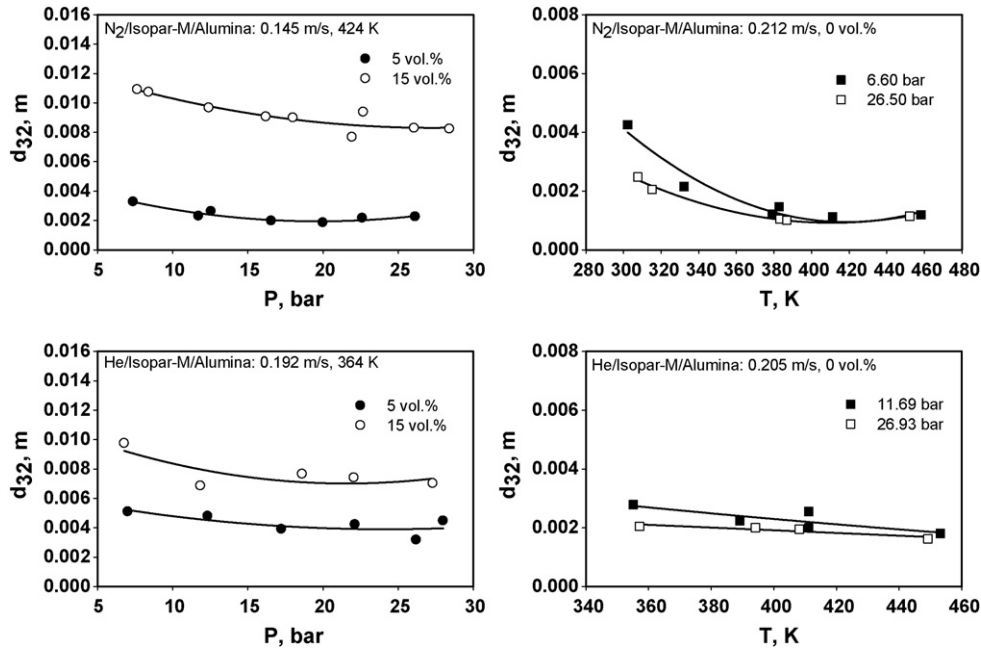 N2/Isopar-M/Alumina: 0.145 m/s, 424 K
5 vol.%
15 vol.%
0.016
0.014
0.012
0.010
0.008
0.006
0.004
0.002
0.000
d32, m
5 10 15 20 25 30
P, bar
N2/Isopar-M/Alumina: 0.212 m/s, 0 vol.%
6.60 bar
26.50 bar
0.008
0.006
0.004
0.002
0.000
d32, m
280 300 320 340 360 380 400 420 440 460 480
T, K
He/Isopar-M/Alumina: 0.192 m/s, 364 K
5 vol.%
15 vol.%
0.016
0.014
0.012
0.010
0.008
0.006
0.004
0.002
0.000
d32, m
5 10 15 20 25 30
P, bar
He/Isopar-M/Alumina: 0.205 m/s, 0 vol.%
11.69 bar
26.93 bar
0.008
0.006
0.004
0.002
0.000
d32, m
340 360 380 400 420 440 460
T, K